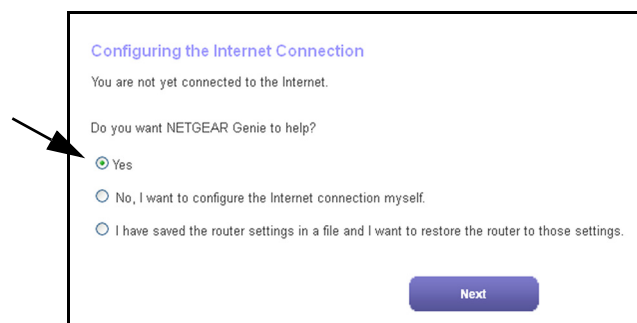 Configuring the Internet Connection
You are not yet connected to the Internet.
Do you want NETGEAR Genie to help?
Yes
No, I want to configure the Internet connection myself.
I have saved the router settings in a file and I want to restore the router to those settings.
Next